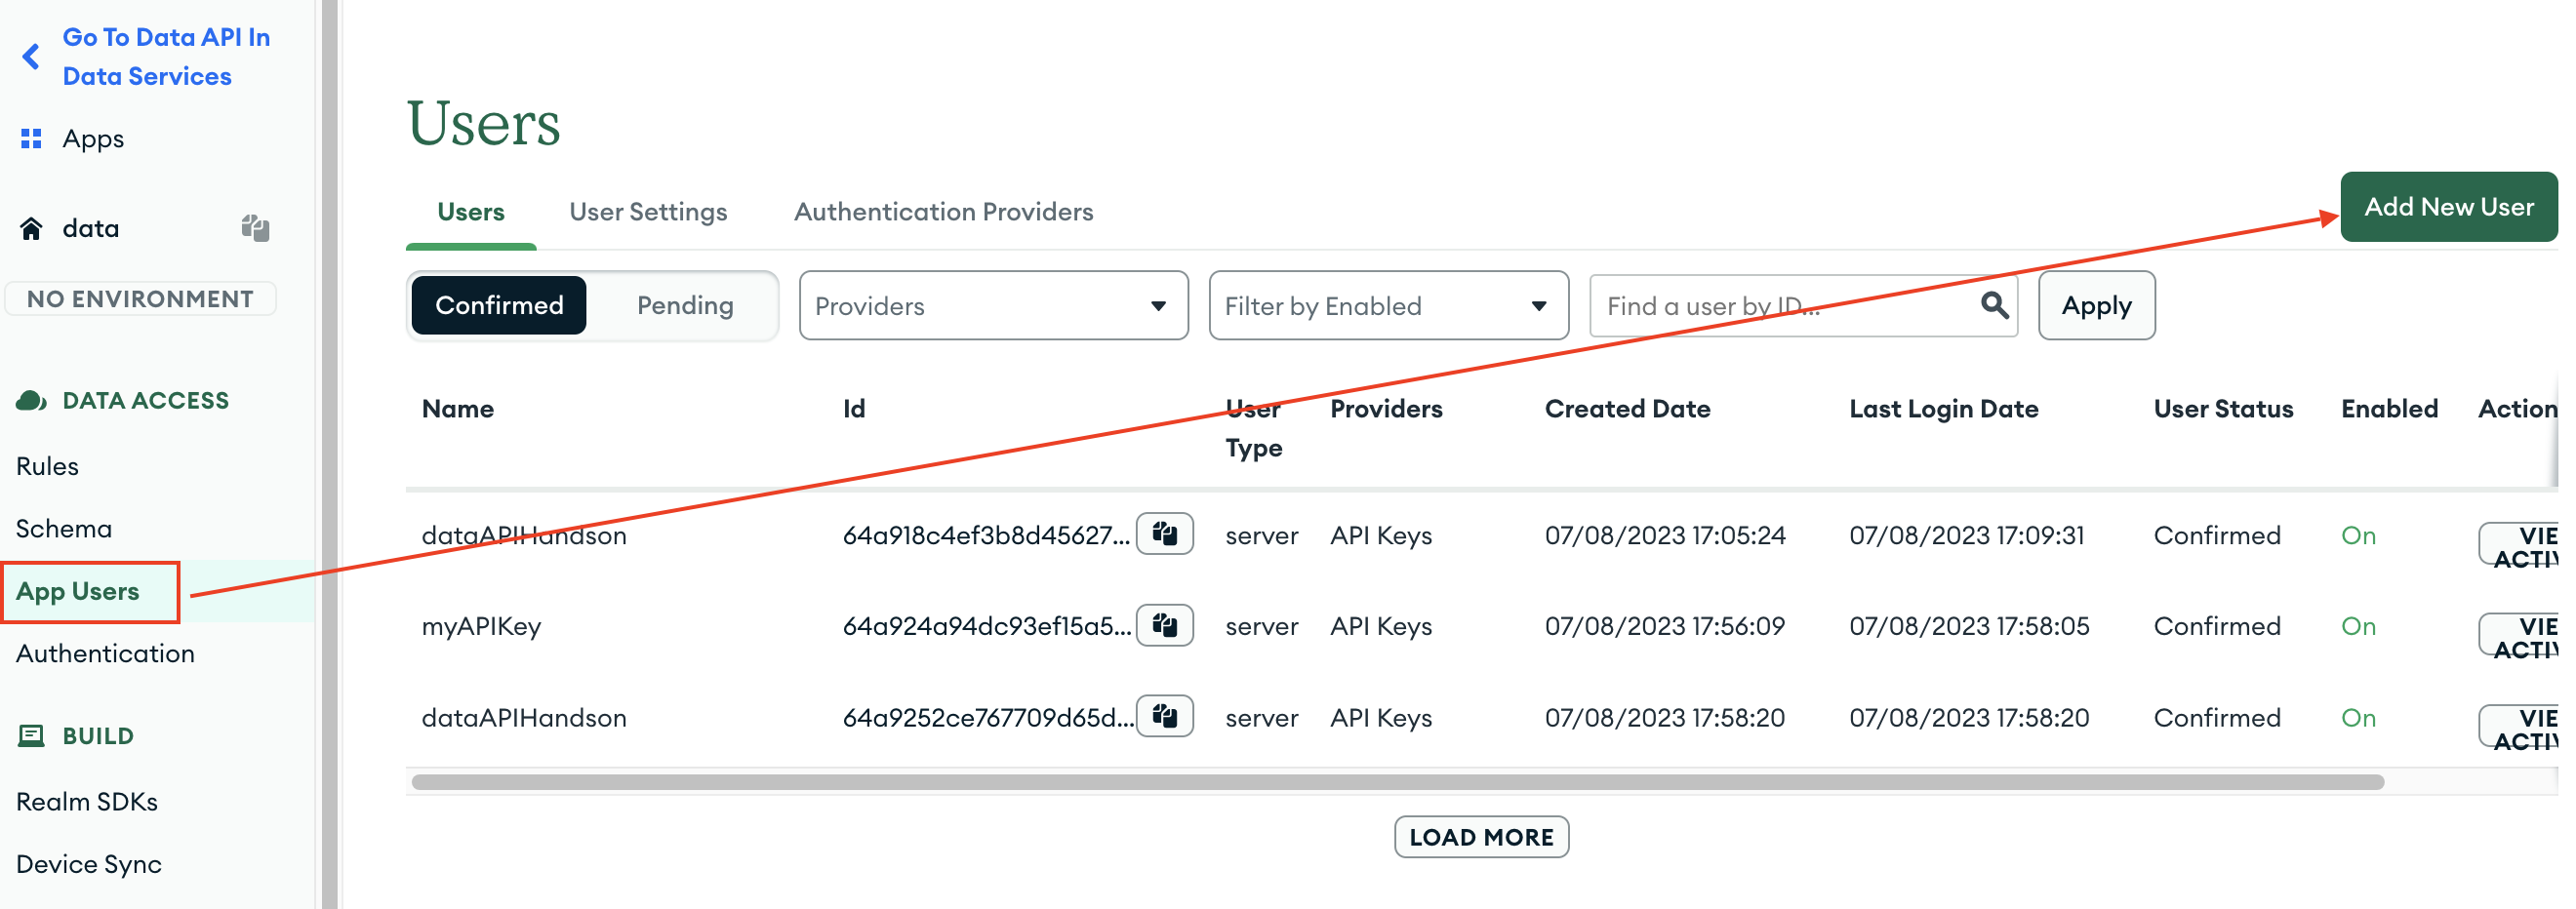 Go To Data API In
Data Services
Apps
data
NO ENVIRONMENT
DATA ACCESS
Rules
Schema
App Users
Authentication
BUILD
Realm SDKs
Device Sync
Users
Users User Settings Authentication Providers
Add New User
Confirmed Pending Providers Filter by Enabled Find a user by ID... Apply
Name Id User Type Providers Created Date Last Login Date User Status Enabled Action
dataAPIHandson 64a918c4ef3b8d45627... server API Keys 07/08/2023 17:05:24 07/08/2023 17:09:31 Confirmed On VIE ACTIV
myAPIKey 64a924a94dc93ef15a5... server API Keys 07/08/2023 17:56:09 07/08/2023 17:58:05 Confirmed On VIE ACTIV
dataAPIHandson 64a9252ce767709d65d... server API Keys 07/08/2023 17:58:20 07/08/2023 17:58:20 Confirmed On VIE ACTIV
LOAD MORE